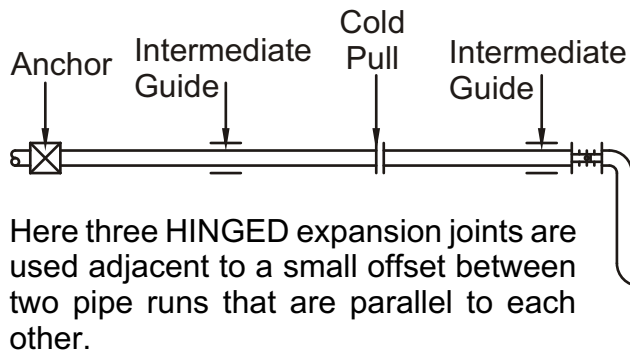 Anchor
Intermediate
Guide
Cold
Pull
Intermediate
Guide
Here three HINGED expansion joints are
used adjacent to a small offset between
two pipe runs that are parallel to each
other.